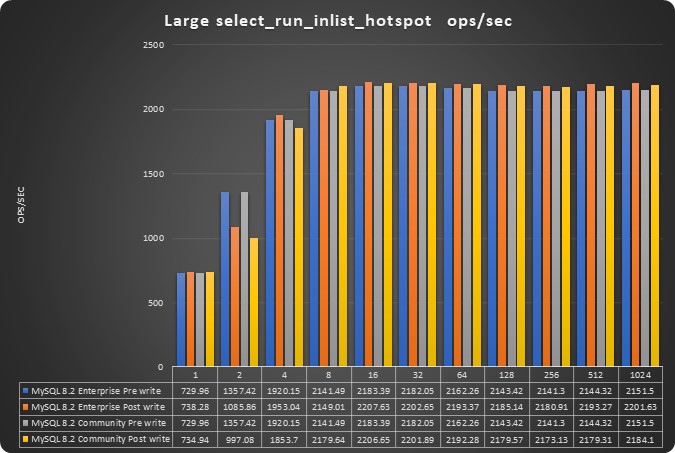 Large select_run_inlist_hotspot ops/sec
2500
2000
1500
1000
500
0
OPS/SEC
1 2 4 8 16 32 64 128 256 512 1024
MySQL 8.2 Enterprise Pre write 729.96 1357.42 1920.15 2141.49 2183.39 2182.05 2162.26 2143.42 2141.3 2144.32 2151.5
MySQL 8.2 Enterprise Post write 738.28 1085.86 1953.04 2149.01 2207.63 2202.65 2193.37 2185.14 2180.91 2193.27 2201.63
MySQL 8.2 Community Pre write 729.96 1357.42 1920.15 2141.49 2183.39 2182.05 2162.26 2143.42 2141.3 2144.32 2151.5
MySQL 8.2 Community Post write 734.94 997.08 1853.7 2179.64 2206.65 2201.89 2192.28 2179.57 2173.13 2179.31 2184.1